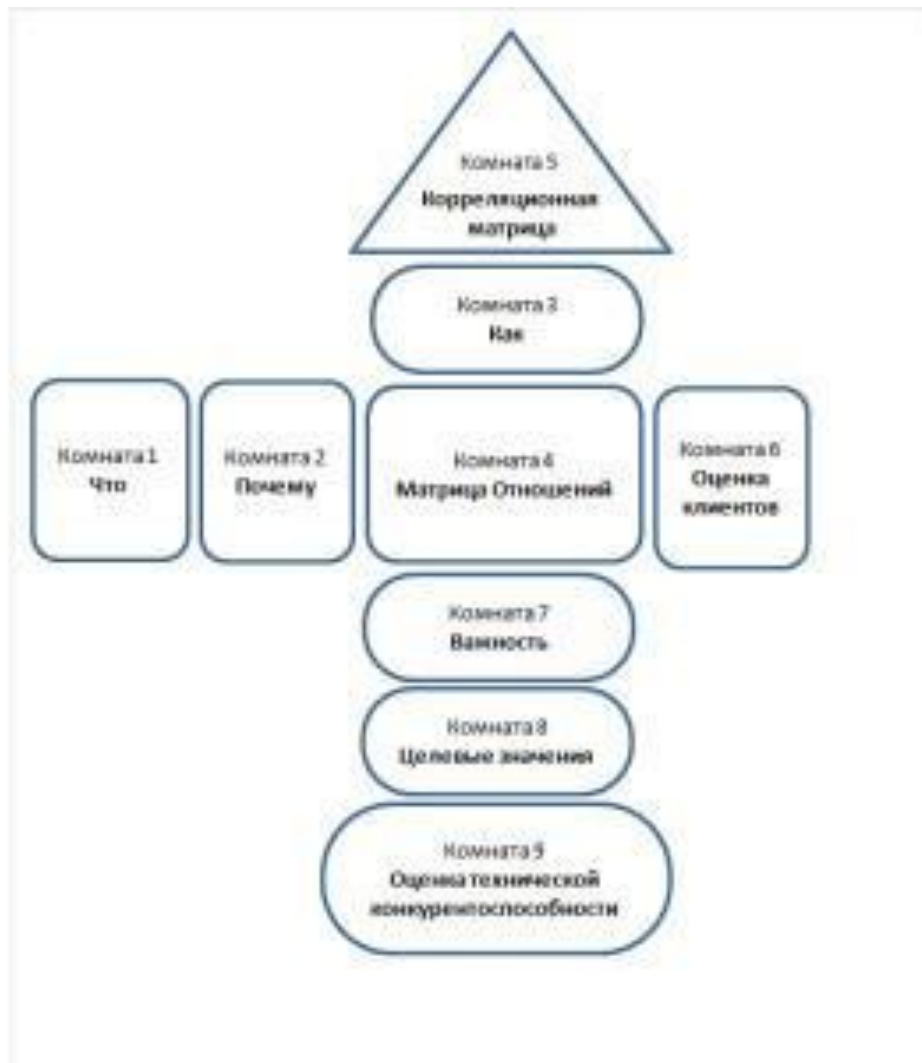 Комната 5
Корреляционная
матрица
Комната 3
Как
Комната 1
Что
Комната 2
Почему
Комната 4
Матрица Отношений
Комната 6
Оценка
клиентов
Комната 7
Важность
Комната 8
Целевые значения
Комната 9
Оценка технической
конкурентоспособности